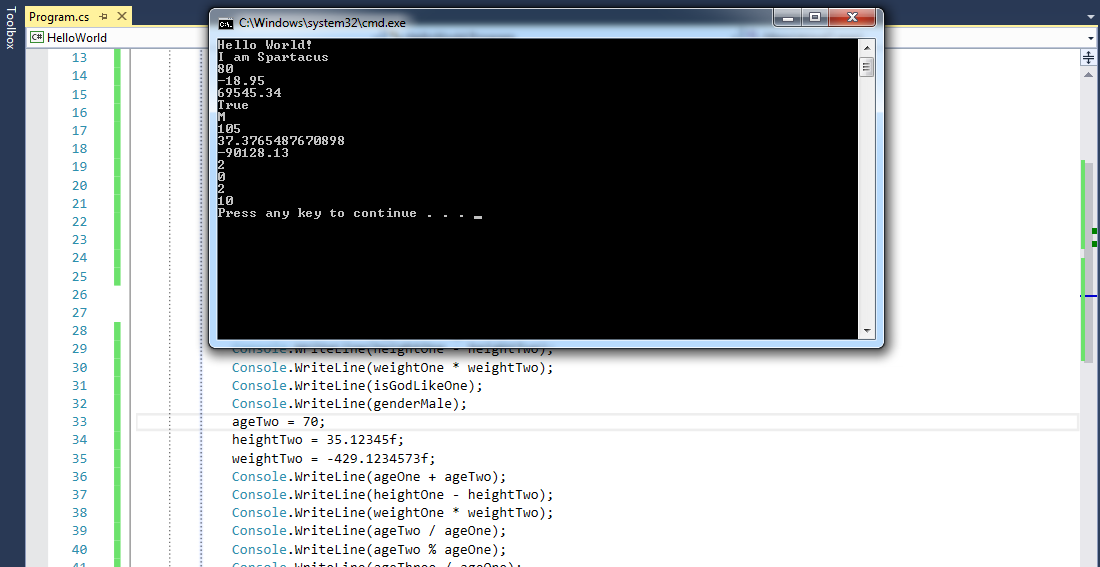 Toolbox
Program.cs
C:\Windows\system32\cmd.exe
C# HelloWorld
Hello World!
I am Spartacus
80
-18.95
69545.34
True
M
105
37.3765487670898
-90128.13
2
0
2
10
Press any key to continue . . . _
13
14
15
16
17
18
19
20
21
22
23
24
25
26
27
28
29 Console.WriteLine(heightOne - heightTwo);
30 Console.WriteLine(weightOne * weightTwo);
31 Console.WriteLine(isGodLikeOne);
32 Console.WriteLine(genderMale);
33 ageTwo = 70;
34 heightTwo = 35.12345f;
35 weightTwo = -429.1234573f;
36 Console.WriteLine(ageOne + ageTwo);
37 Console.WriteLine(heightOne - heightTwo);
38 Console.WriteLine(weightOne * weightTwo);
39 Console.WriteLine(ageTwo / ageOne);
40 Console.WriteLine(ageTwo % ageOne);
41 Console.WriteLine(ageThree / ageOne);